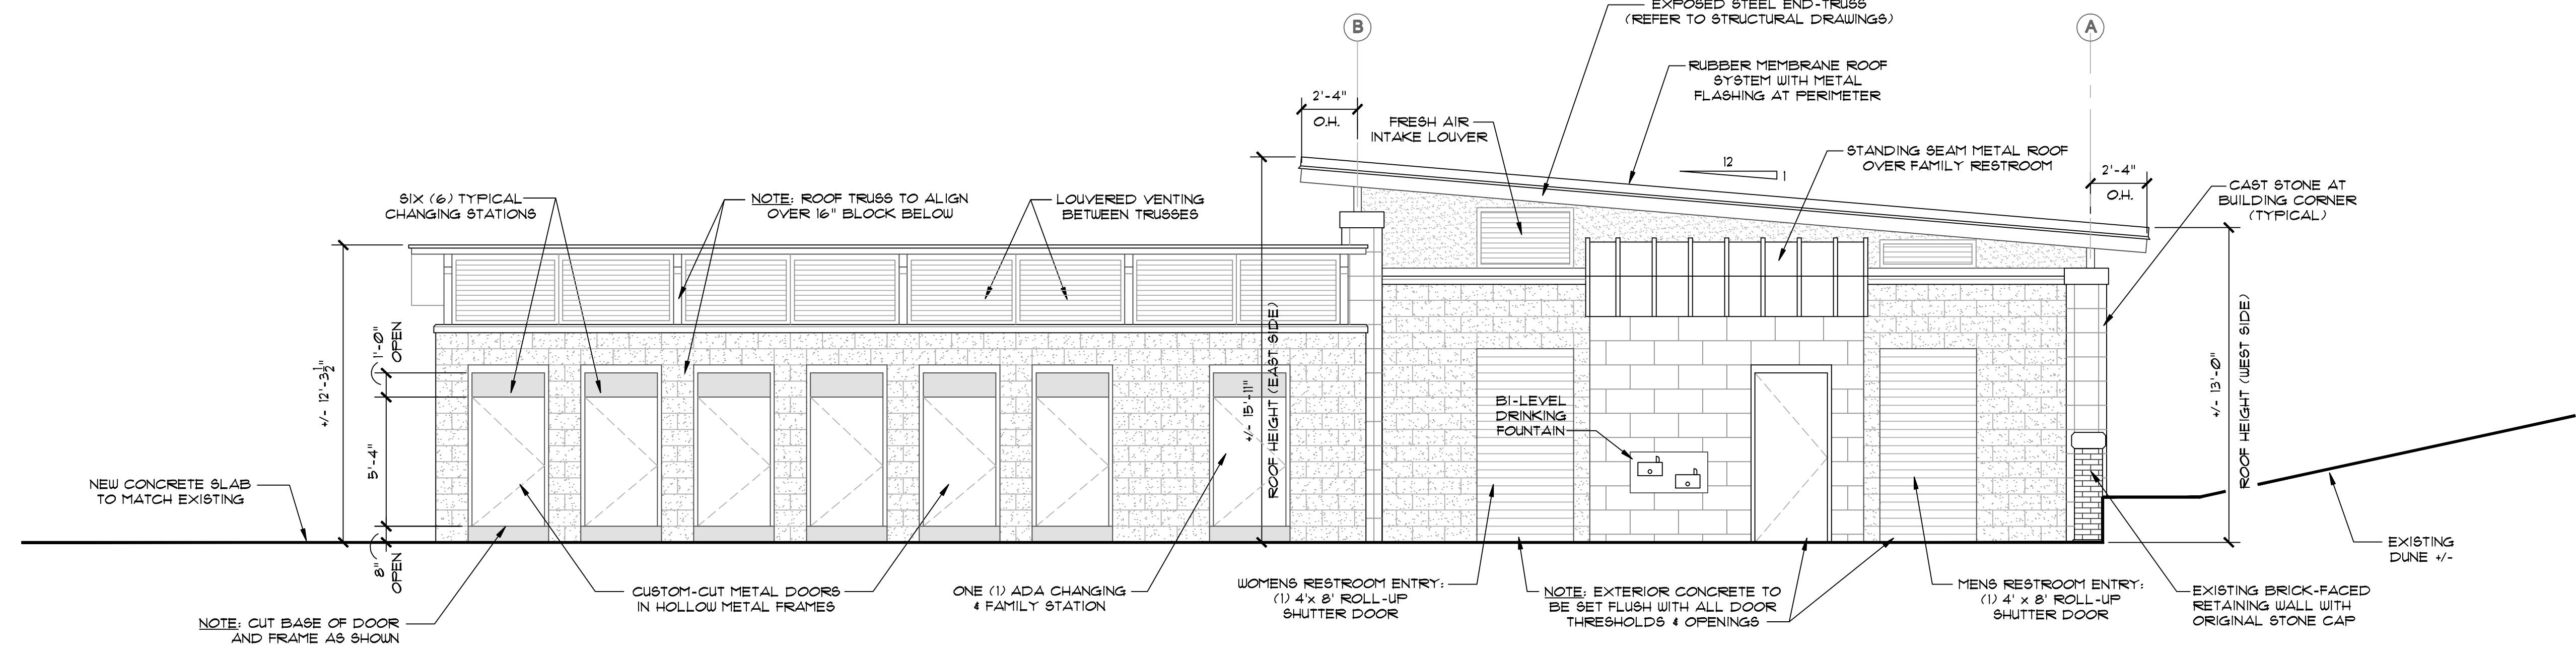 B
A
EXPOSED STEEL END-TRUSS
(REFER TO STRUCTURAL DRAWINGS)
RUBBER MEMBRANE ROOF
SYSTEM WITH METAL
FLASHING AT PERIMETER
2'-4"
O.H.
FRESH AIR
INTAKE LOUVER
12
1
STANDING SEAM METAL ROOF
OVER FAMILY RESTROOM
2'-4"
O.H.
CAST STONE AT
BUILDING CORNER
(TYPICAL)
SIX (6) TYPICAL
CHANGING STATIONS
NOTE: ROOF TRUSS TO ALIGN
OVER 16" BLOCK BELOW
LOUVERED VENTING
BETWEEN TRUSSES
+/- 12'-3 1/2"
1'-0"
OPEN
5'-4"
8"
OPEN
+/- 15'-11"
ROOF HEIGHT (EAST SIDE)
BI-LEVEL
DRINKING
FOUNTAIN
+/- 13'-0"
ROOF HEIGHT (WEST SIDE)
NEW CONCRETE SLAB
TO MATCH EXISTING
EXISTING
DUNE +/-
NOTE: CUT BASE OF DOOR
AND FRAME AS SHOWN
CUSTOM-CUT METAL DOORS
IN HOLLOW METAL FRAMES
ONE (1) ADA CHANGING
& FAMILY STATION
WOMENS RESTROOM ENTRY:
(1) 4'x 8' ROLL-UP
SHUTTER DOOR
NOTE: EXTERIOR CONCRETE TO
BE SET FLUSH WITH ALL DOOR
THRESHOLDS & OPENINGS
MENS RESTROOM ENTRY:
(1) 4' x 8' ROLL-UP
SHUTTER DOOR
EXISTING BRICK-FACED
RETAINING WALL WITH
ORIGINAL STONE CAP